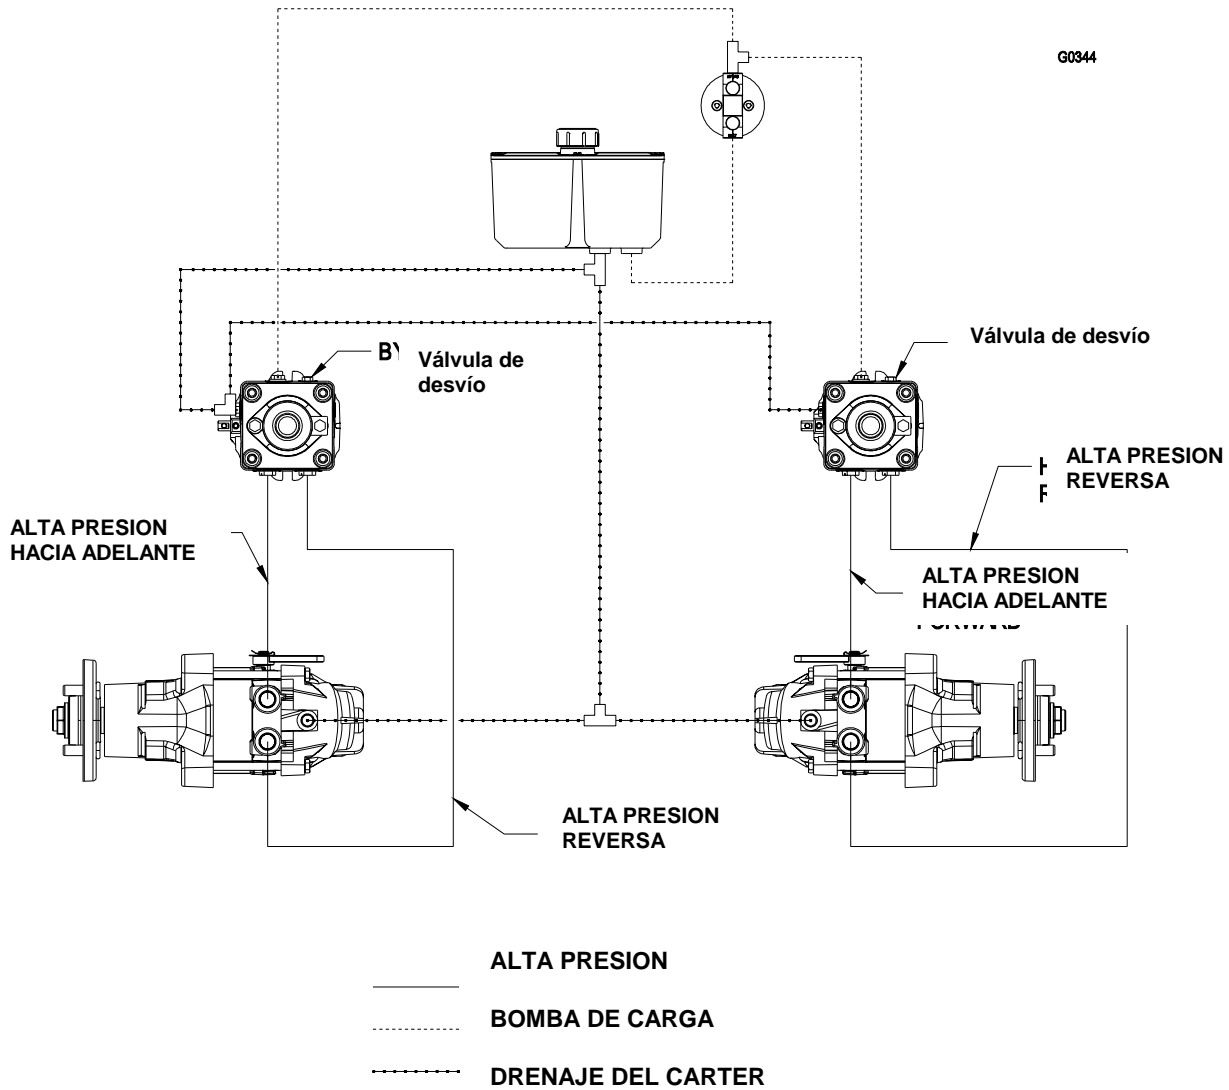 G0344
Válvula de desvío
Válvula de
desvío
ALTA PRESION
REVERSA
ALTA PRESION
HACIA ADELANTE
ALTA PRESION
HACIA ADELANTE
ALTA PRESION
REVERSA
ALTA PRESION
BOMBA DE CARGA
DRENAJE DEL CARTER